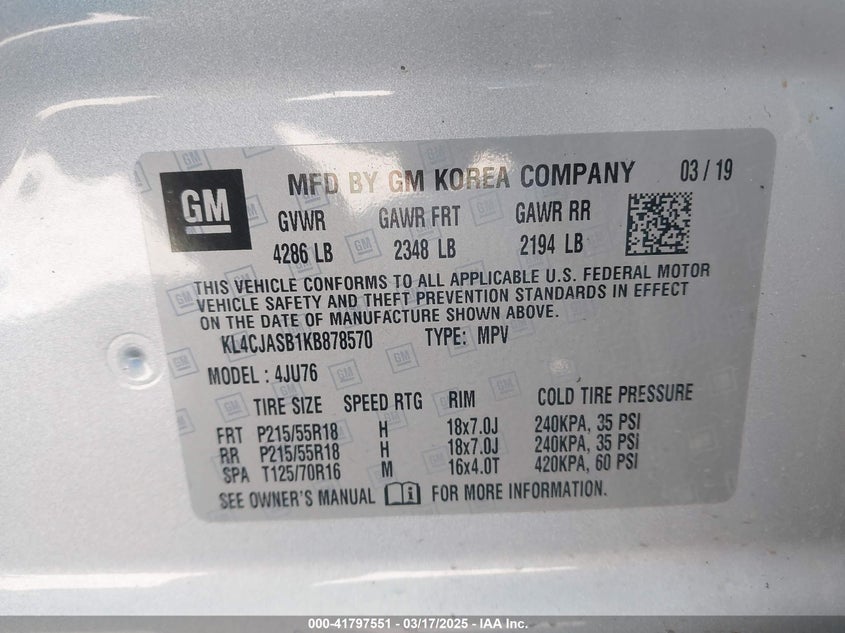 GM
MFD BY GM KOREA COMPANY 03/19
GVWR GAWR FRT GAWR RR
4286 LB 2348 LB 2194 LB
THIS VEHICLE CONFORMS TO ALL APPLICABLE U.S. FEDERAL MOTOR
VEHICLE SAFETY AND THEFT PREVENTION STANDARDS IN EFFECT
ON THE DATE OF MANUFACTURE SHOWN ABOVE.
KL4CJASB1KB878570 TYPE: MPV
MODEL: 4JU76
TIRE SIZE SPEED RTG RIM COLD TIRE PRESSURE
FRT P215/55R18 H 18x7.0J 240KPA, 35 PSI
RR P215/55R18 H 18x7.0J 240KPA, 35 PSI
SPA T125/70R16 M 16x4.0T 420KPA, 60 PSI
SEE OWNER'S MANUAL FOR MORE INFORMATION.
000-41797551 - 03/17/2025 - IAA Inc.